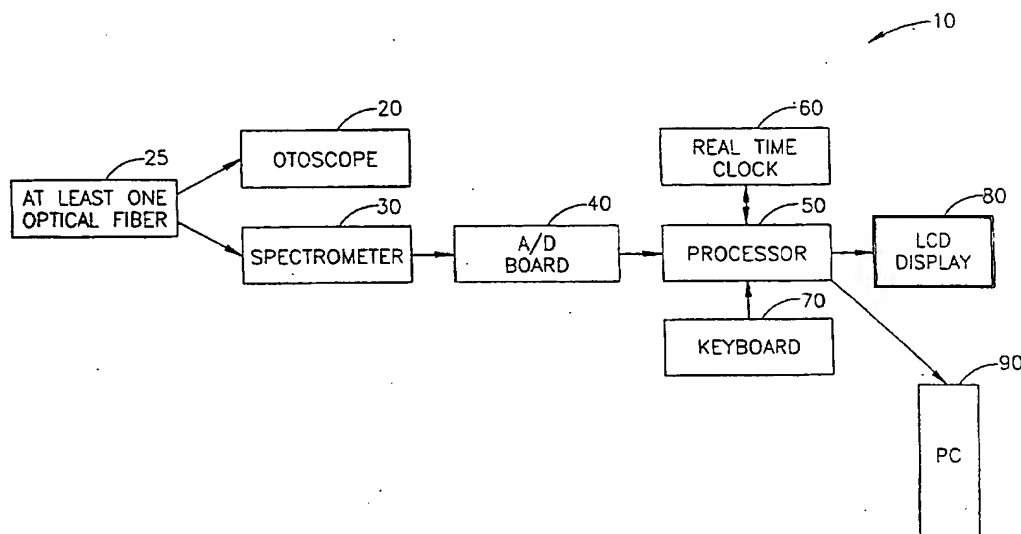 10
20
60
OTOSCOPE
REAL TIME
CLOCK
25
AT LEAST ONE
OPTICAL FIBER
30
40
50
80
SPECTROMETER
A/D
BOARD
PROCESSOR
LCD
DISPLAY
70
KEYBOARD
90
PC